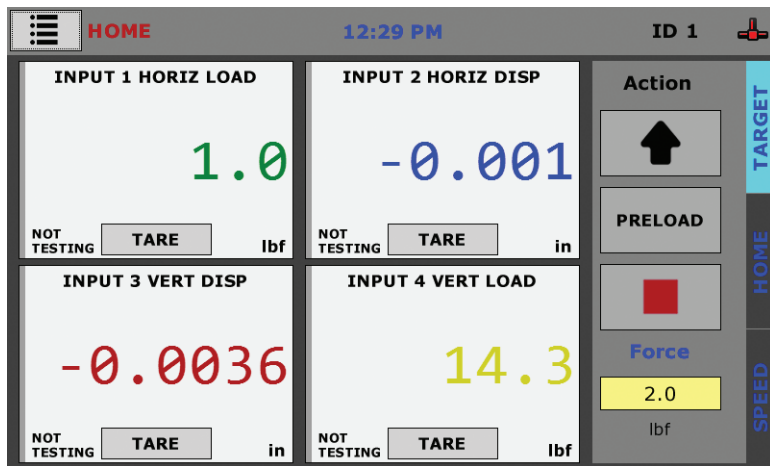 HOME
12:29 PM
ID 1
INPUT 1 HORIZ LOAD
1.0
NOT
TESTING
TARE
lbf
INPUT 2 HORIZ DISP
-0.001
NOT
TESTING
TARE
in
INPUT 3 VERT DISP
-0.0036
NOT
TESTING
TARE
in
INPUT 4 VERT LOAD
14.3
NOT
TESTING
TARE
lbf
Action
PRELOAD
Force
2.0
lbf
TARGET
HOME
SPEED